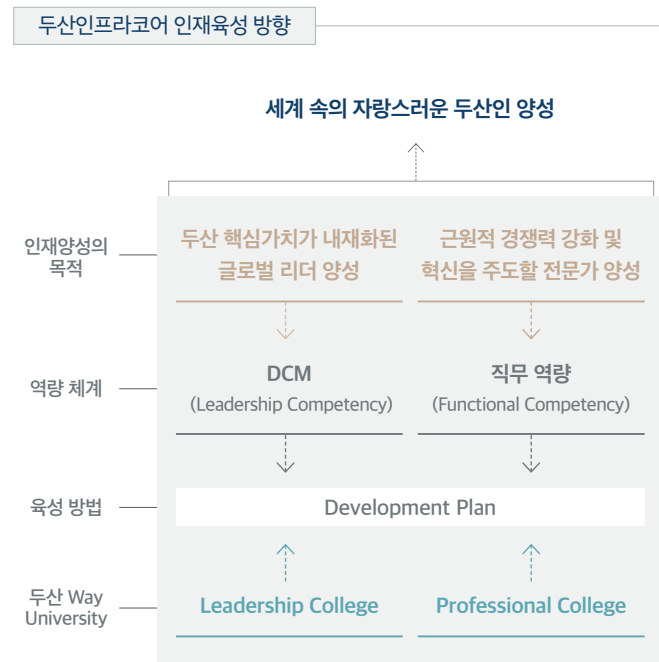 두산인프라코어 인재육성 방향
세계 속의 자랑스러운 두산인 양성
인재양성의
목적
두산 핵심가치가 내재화된
글로벌 리더 양성
근원적 경쟁력 강화 및
혁신을 주도할 전문가 양성
역량 체계
DCM
(Leadership Competency)
직무 역량
(Functional Competency)
육성 방법
Development Plan
두산 Way
University
Leadership College
Professional College